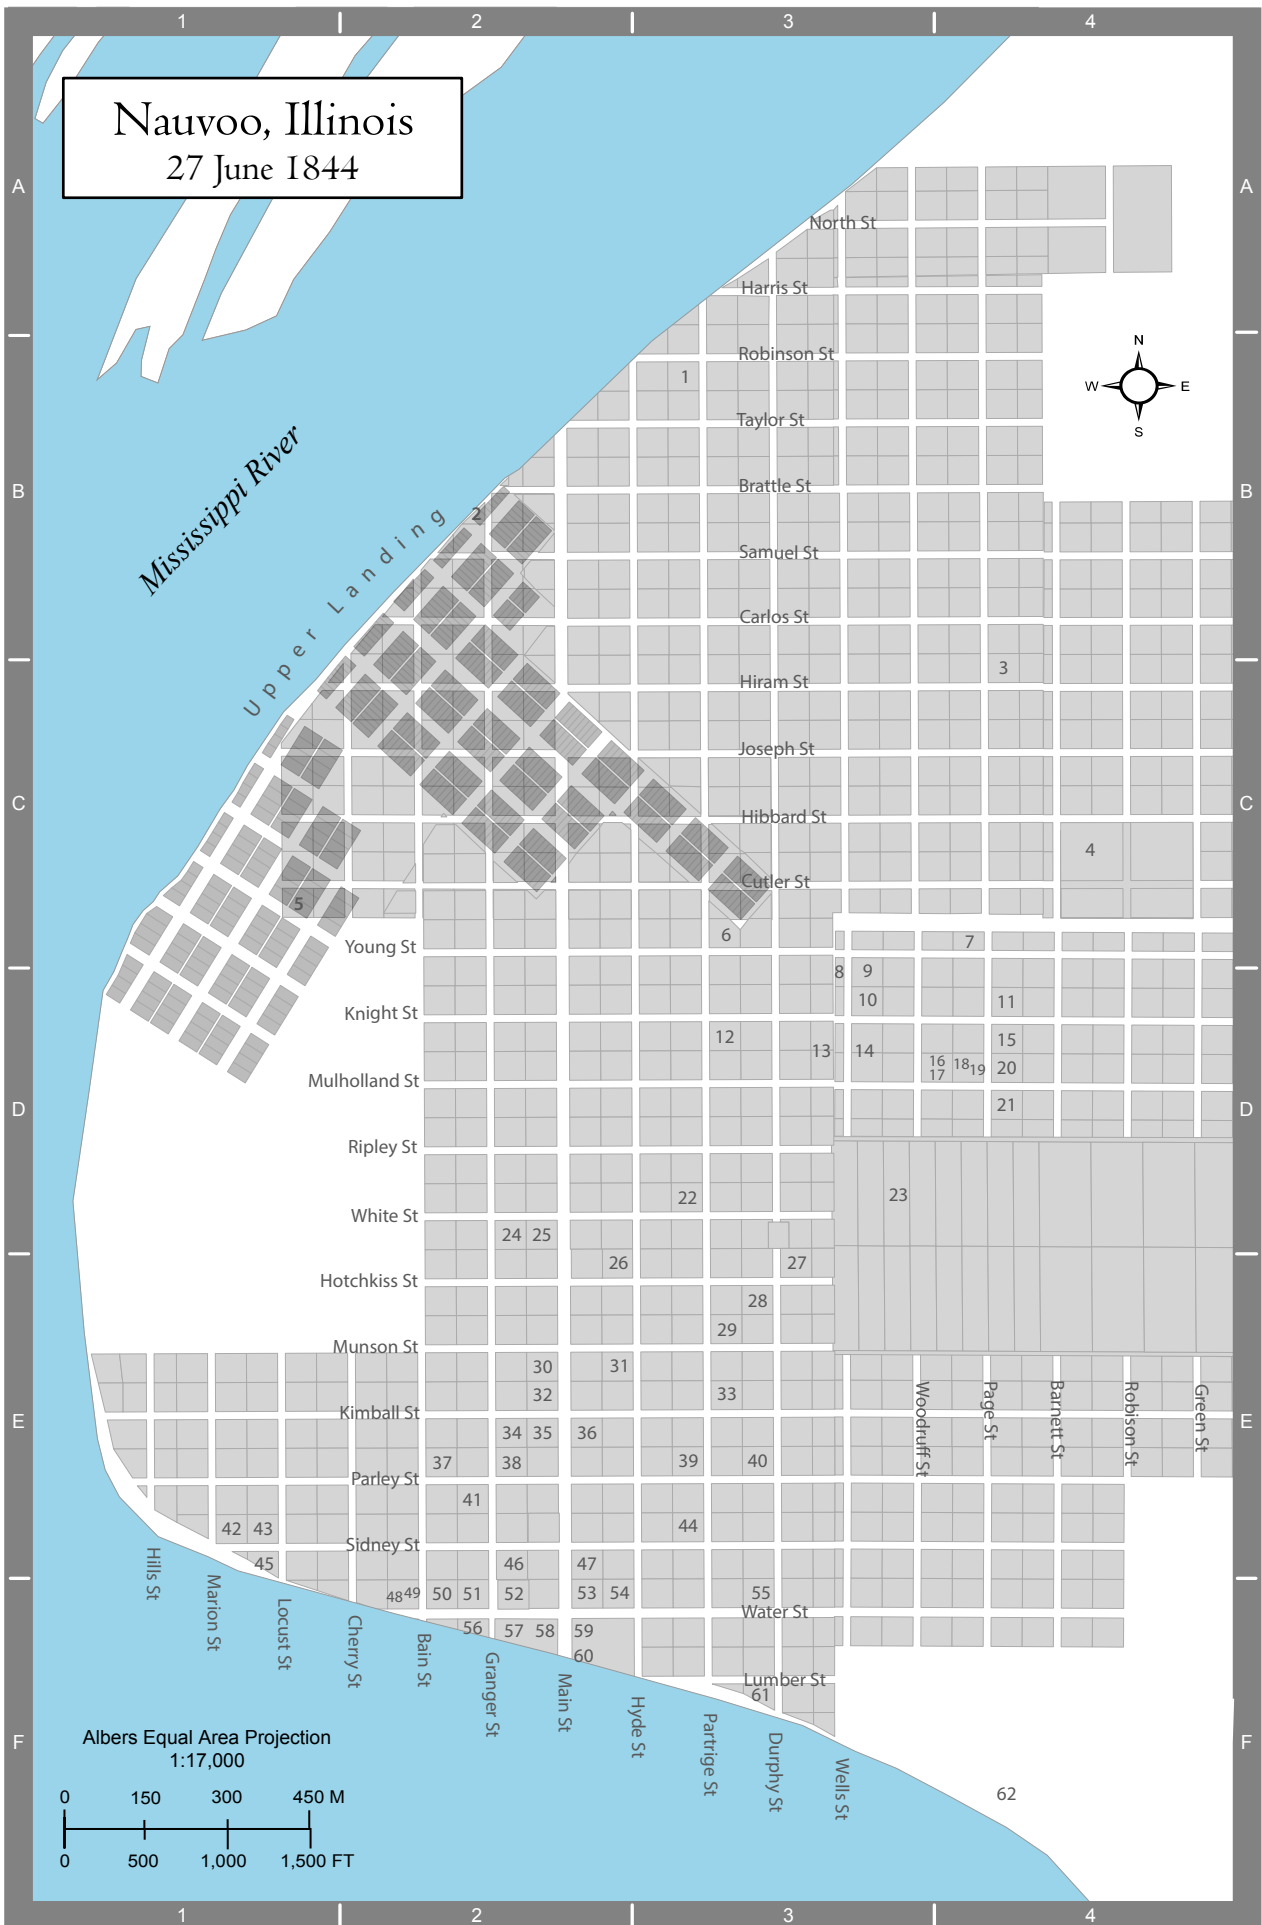 1 2 3 4
Nauvoo, Illinois
27 June 1844
A A
North St
Harris St
N
Robinson St
1
W E
Taylor St
S
Mississippi River
B B
Brattle St
2
Upper Landing
Samuel St
Carlos St
3
Hiram St
Joseph St
C C
Hibbard St
4
Cutler St
5
6
7
Young St
8 9
10 11
Knight St
12
13 14 15
16 18 19 20
17
Mulholland St
D D
21
Ripley St
22 23
White St
24 25
26 27
Hotchkiss St
28
29
Munson St
30 31
32 33
Kimball St
Woodruff St
Page St
Barnett St
Robison St
Green St
E E
34 35 36
37 38 39 40
Parley St
41
42 43 44
Sidney St
45 46 47
48 49 50 51 52 53 54 55
Water St
56 57 58 59
60
Hills St
Marion St
Locust St
Cherry St
Bain St
Granger St
Main St
Hyde St
Partrige St
Durphy St
Wells St
Lumber St
61
F F
62
Albers Equal Area Projection
1:17,000
0 150 300 450 M
0 500 1,000 1,500 FT
1 2 3 4